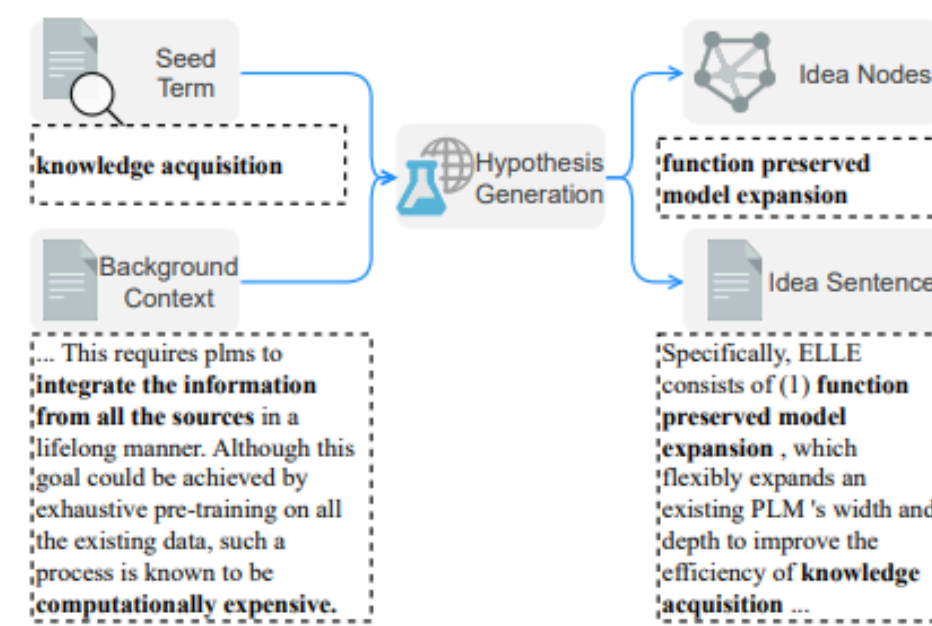 Seed
Term
knowledge acquisition
Background
Context
... This requires plms to
integrate the information
from all the sources in a
lifelong manner. Although this
goal could be achieved by
exhaustive pre-training on all
the existing data, such a
process is known to be
computationally expensive.
Hypothesis
Generation
Idea Nodes
function preserved
model expansion
Idea Sentence
Specifically, ELLE
consists of (1) function
preserved model
expansion , which
flexibly expands an
existing PLM 's width and
depth to improve the
efficiency of knowledge
acquisition ...